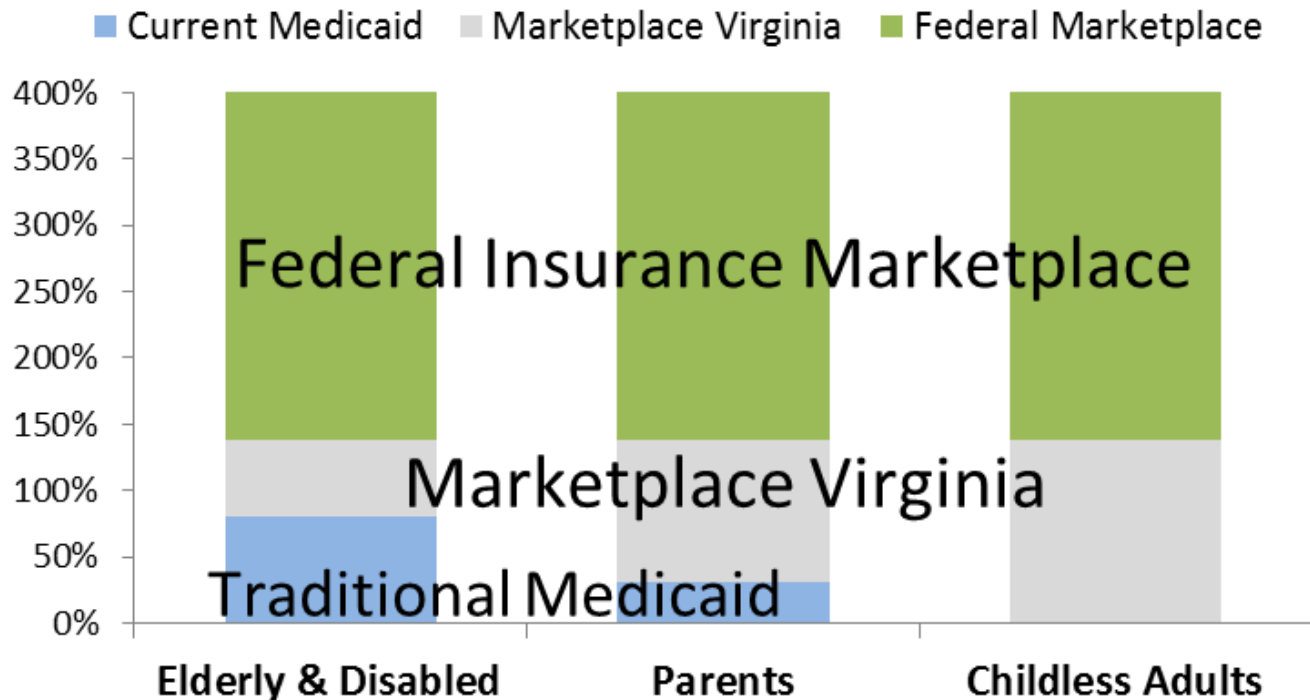 Current Medicaid Marketplace Virginia Federal Marketplace
400%
350%
300%
250%
200%
150%
100%
50%
0%
Federal Insurance Marketplace
Marketplace Virginia
Traditional Medicaid
Elderly & Disabled Parents Childless Adults